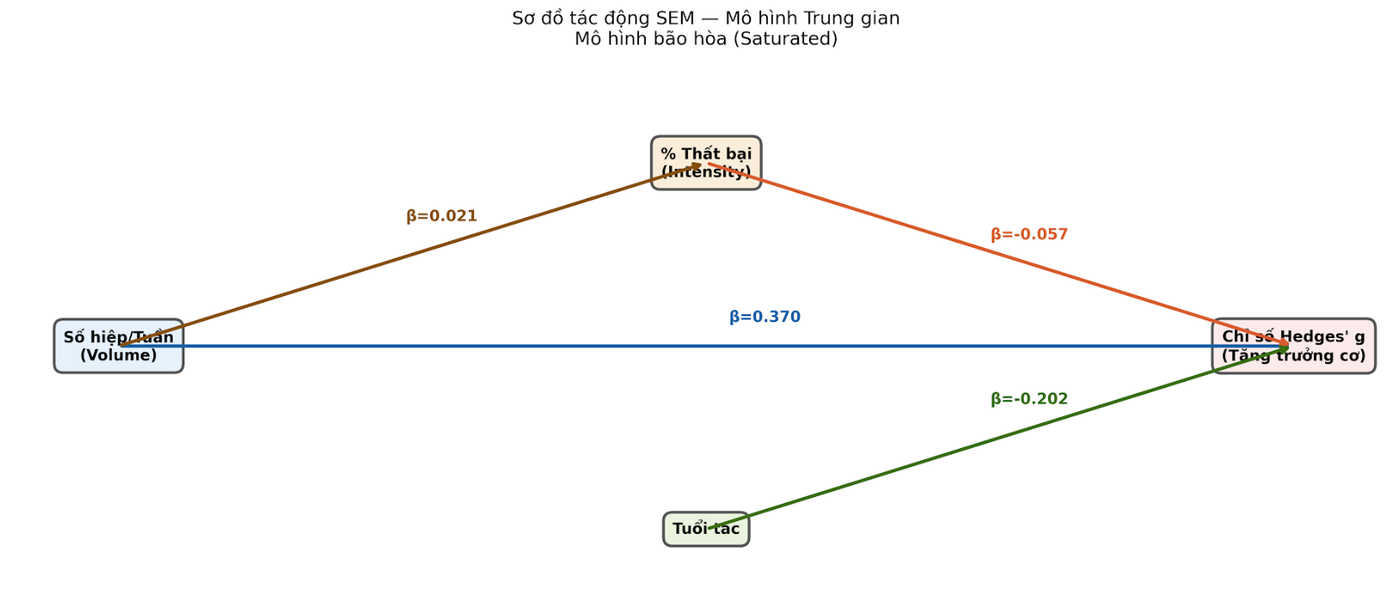 Sơ đồ tác động SEM — Mô hình Trung gian
Mô hình bão hòa (Saturated)
% Thất bại
(Intensity)
β=0.021
β=-0.057
β=0.370
Số hiệp/Tuần
(Volume)
Chỉ số Hedges' g
(Tăng trưởng cơ)
β=-0.202
Tuổi tác